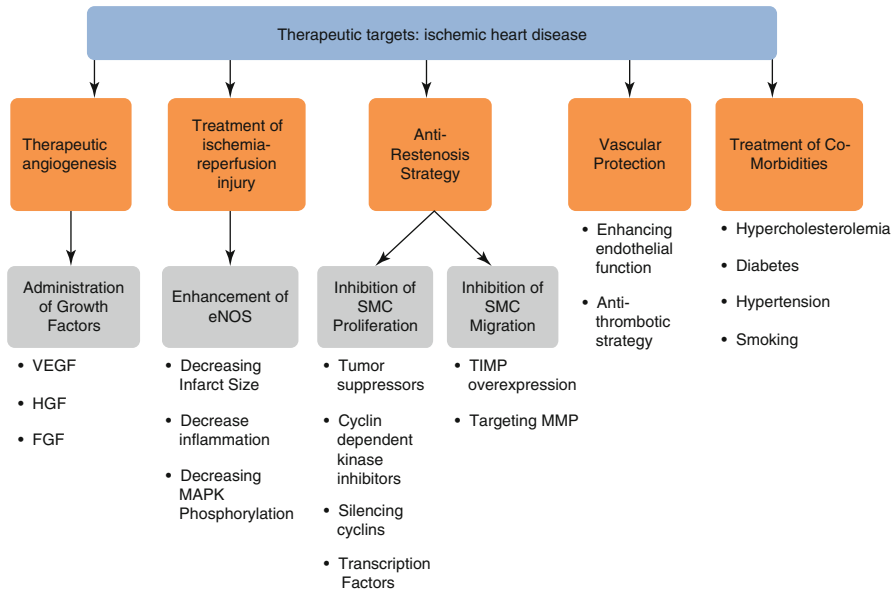 Therapeutic targets: ischemic heart disease
Therapeutic
angiogenesis
Treatment of
ischemia-
reperfusion
injury
Anti-
Restenosis
Strategy
Vascular
Protection
Treatment of Co-
Morbidities
Administration
of Growth
Factors
• VEGF
• HGF
• FGF
Enhancement of
eNOS
• Decreasing
Infarct Size
• Decrease
inflammation
• Decreasing
MAPK
Phosphorylation
Inhibition of
SMC
Proliferation
• Tumor
suppressors
• Cyclin
dependent
kinase
inhibitors
• Silencing
cyclins
• Transcription
Factors
Inhibition of
SMC
Migration
• TIMP
overexpression
• Targeting MMP
• Enhancing
endothelial
function
• Anti-
thrombotic
strategy
• Hypercholesterolemia
• Diabetes
• Hypertension
• Smoking